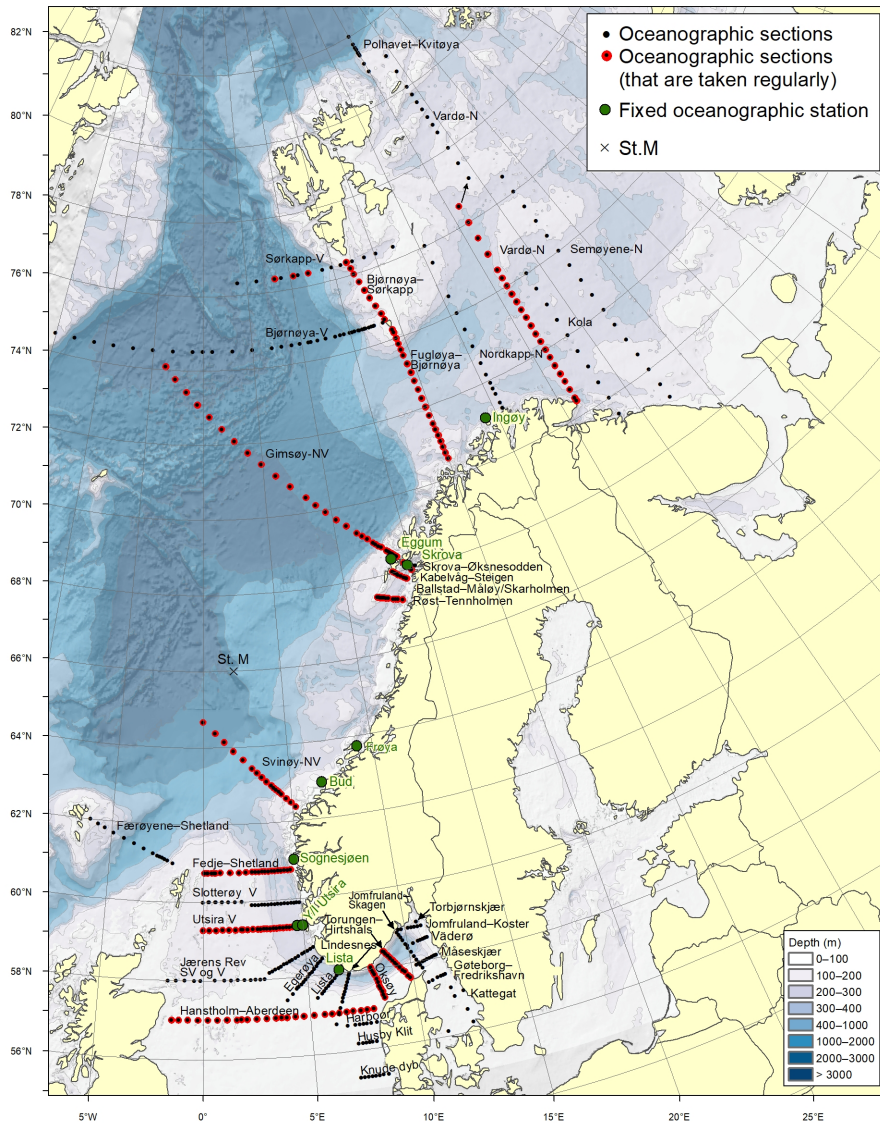 Oceanographic sections
Oceanographic sections
(that are taken regularly)
Fixed oceanographic station
St.M
82°N
80°N
78°N
76°N
74°N
72°N
70°N
68°N
66°N
64°N
62°N
60°N
58°N
56°N
Polhavet–Kvitøya
Vardø-N
Vardø-N
Semøyene-N
Sørkapp-V
Bjørnøya–
Sørkapp
Kola
Bjørnøya-V
Fugløya–
Bjørnøya
Nordkapp-N
Ingøy
Gimsøy-NV
Eggum
Skrova
Skrova–Øksnesodden
Kabelvåg–Steigen
Ballstad–Måløy/Skarholmen
Røst–Tennholmen
St. M
Svinøy-NV
Frøya
Bud
Færøyene–Shetland
Sognesjøen
Fedje–Shetland
Slotterøy V
Y/I Utsira
Utsira V
Jomfruland–
Skagen
Torbjørnskjær
Torungen–
Hirtshals
Jomfruland–Koster
Väderø
Lindesnes
Måseskjær
Lista
Göteborg–
Fredrikshavn
Jærens Rev
SV og V
Egerøya
Lista
Oksøy
Kattegat
Hanstholm–Aberdeen
Harboør
Husby Klit
Knude dyb
Depth (m)
0–100
100–200
200–300
300–400
400–1000
1000–2000
2000–3000
> 3000
5°W
0°
5°E
10°E
15°E
20°E
25°E